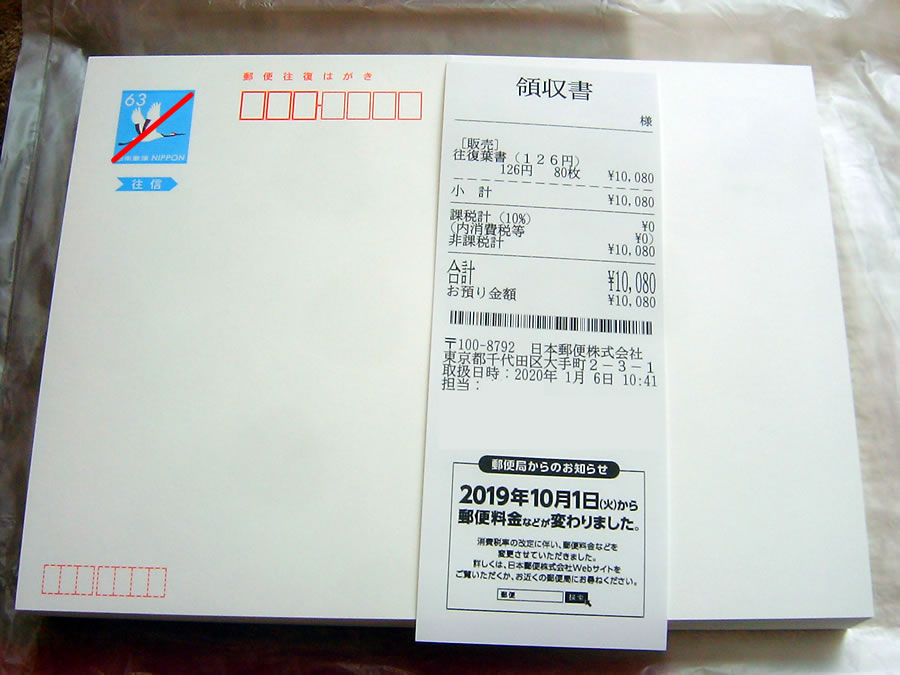 郵便往復はがき
63
日本郵便 NIPPON
往信
領収書
様
[販売]
往復葉書(126円)
126円 80枚 ¥10,080
小 計 ¥10,080
課税計(10%) ¥0
(内消費税等 ¥0)
非課税計 ¥10,080
合計 ¥10,080
お預り金額 ¥10,080
〒100-8792 日本郵便株式会社
東京都千代田区大手町2-3-1
取扱日時:2020年 1月 6日 10:41
担当:
郵便局からのお知らせ
2019年10月1日(火)から
郵便料金などが変わりました。
消費税率の改定に伴い、郵便料金などを
変更させていただきました。
詳しくは、日本郵便株式会社Webサイトを
ご覧いただくか、お近くの郵便局にお尋ねください。
郵便 検索